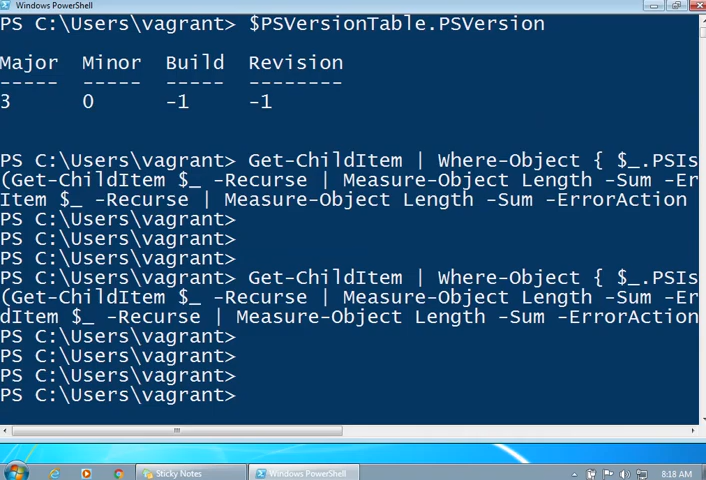 Windows PowerShell
PS C:\Users\vagrant> $PSVersionTable.PSVersion
Major  Minor  Build  Revision
-----  -----  -----  --------
3      0      -1     -1
PS C:\Users\vagrant> Get-ChildItem | Where-Object { $_.PSIs
(Get-ChildItem $_ -Recurse | Measure-Object Length -Sum -Er
Item $_ -Recurse | Measure-Object Length -Sum -ErrorAction
PS C:\Users\vagrant>
PS C:\Users\vagrant>
PS C:\Users\vagrant>
PS C:\Users\vagrant> Get-ChildItem | Where-Object { $_.PSIs
(Get-ChildItem $_ -Recurse | Measure-Object Length -Sum -Er
dItem $_ -Recurse | Measure-Object Length -Sum -ErrorAction
PS C:\Users\vagrant>
PS C:\Users\vagrant>
PS C:\Users\vagrant>
PS C:\Users\vagrant>
Sticky Notes
Windows PowerShell
8:18 AM